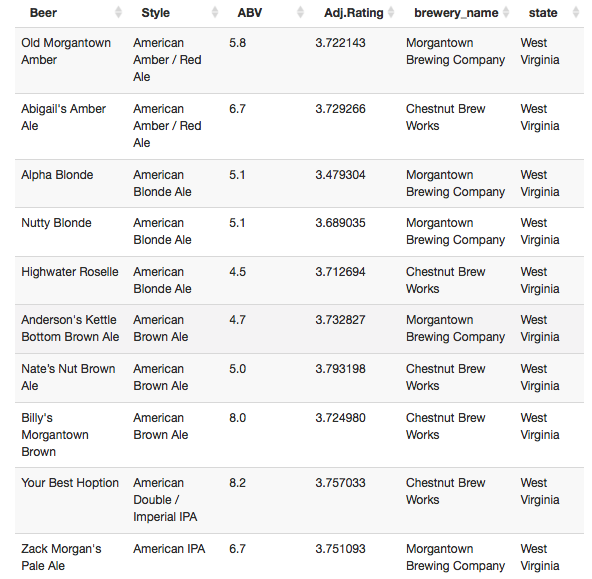 Beer Style ABV Adj.Rating brewery_name state
Old Morgantown American 5.8 3.722143 Morgantown West
Amber Amber / Red Brewing Company Virginia
Ale
Abigail's Amber American 6.7 3.729266 Chestnut Brew West
Ale Amber / Red Works Virginia
Ale
Alpha Blonde American 5.1 3.479304 Morgantown West
Blonde Ale Brewing Company Virginia
Nutty Blonde American 5.1 3.689035 Morgantown West
Blonde Ale Brewing Company Virginia
Highwater Roselle American 4.5 3.712694 Chestnut Brew West
Blonde Ale Works Virginia
Anderson's Kettle American 4.7 3.732827 Morgantown West
Bottom Brown Ale Brown Ale Brewing Company Virginia
Nate's Nut Brown American 5.0 3.793198 Chestnut Brew West
Ale Brown Ale Works Virginia
Billy's American 8.0 3.724980 Chestnut Brew West
Morgantown Brown Ale Works Virginia
Brown
Your Best Hoption American 8.2 3.757033 Chestnut Brew West
Double / Works Virginia
Imperial IPA
Zack Morgan's American IPA 6.7 3.751093 Morgantown West
Pale Ale Brewing Company Virginia